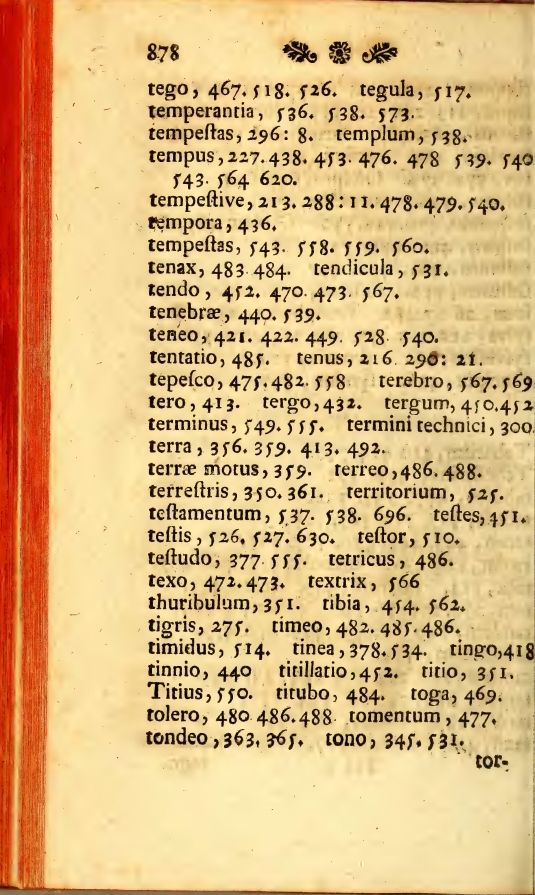 878
tego, 467. 518. 526. tegula, 517.
temperantia, 536. 538. 573.
tempeſtas, 296: 8. templum, 538.
tempus, 227. 438. 453. 476. 478 539. 540
543. 564 620.
tempeſtive, 213. 288: 11. 478. 479. 540.
tempora, 436.
tempeſtas, 543. 558. 559. 560.
tenax, 483 484. tendicula, 531.
tendo, 452. 470. 473. 567.
tenebræ, 440. 539.
teneo, 421. 422. 449. 528. 540.
tentatio, 485. tenus, 216 290: 21.
tepeſco, 475. 482. 558 terebro, 567. 569
tero, 413. tergo, 432. tergum, 450. 452
terminus, 549. 555. termini technici, 300.
terra, 356. 359. 413. 492.
terræ motus, 359. terreo, 486. 488.
terreſtris, 350. 361. territorium, 525.
teſtamentum, 537. 538. 696. teſtes, 451.
teſtis, 526. 527. 630. teſtor, 510.
teſtudo, 377 555. tetricus, 486.
texo, 472. 473. textrix, 566
thuribulum, 351. tibia, 454. 562.
tigris, 275. timeo, 482. 485. 486.
timidus, 514. tinea, 378. 534. tingo, 418
tinnio, 440 titillatio, 452. titio, 351.
Titius, 550. titubo, 484. toga, 469.
tolero, 480 486. 488 tomentum, 477.
tondeo, 363. 365. tono, 345. 531.
tor-